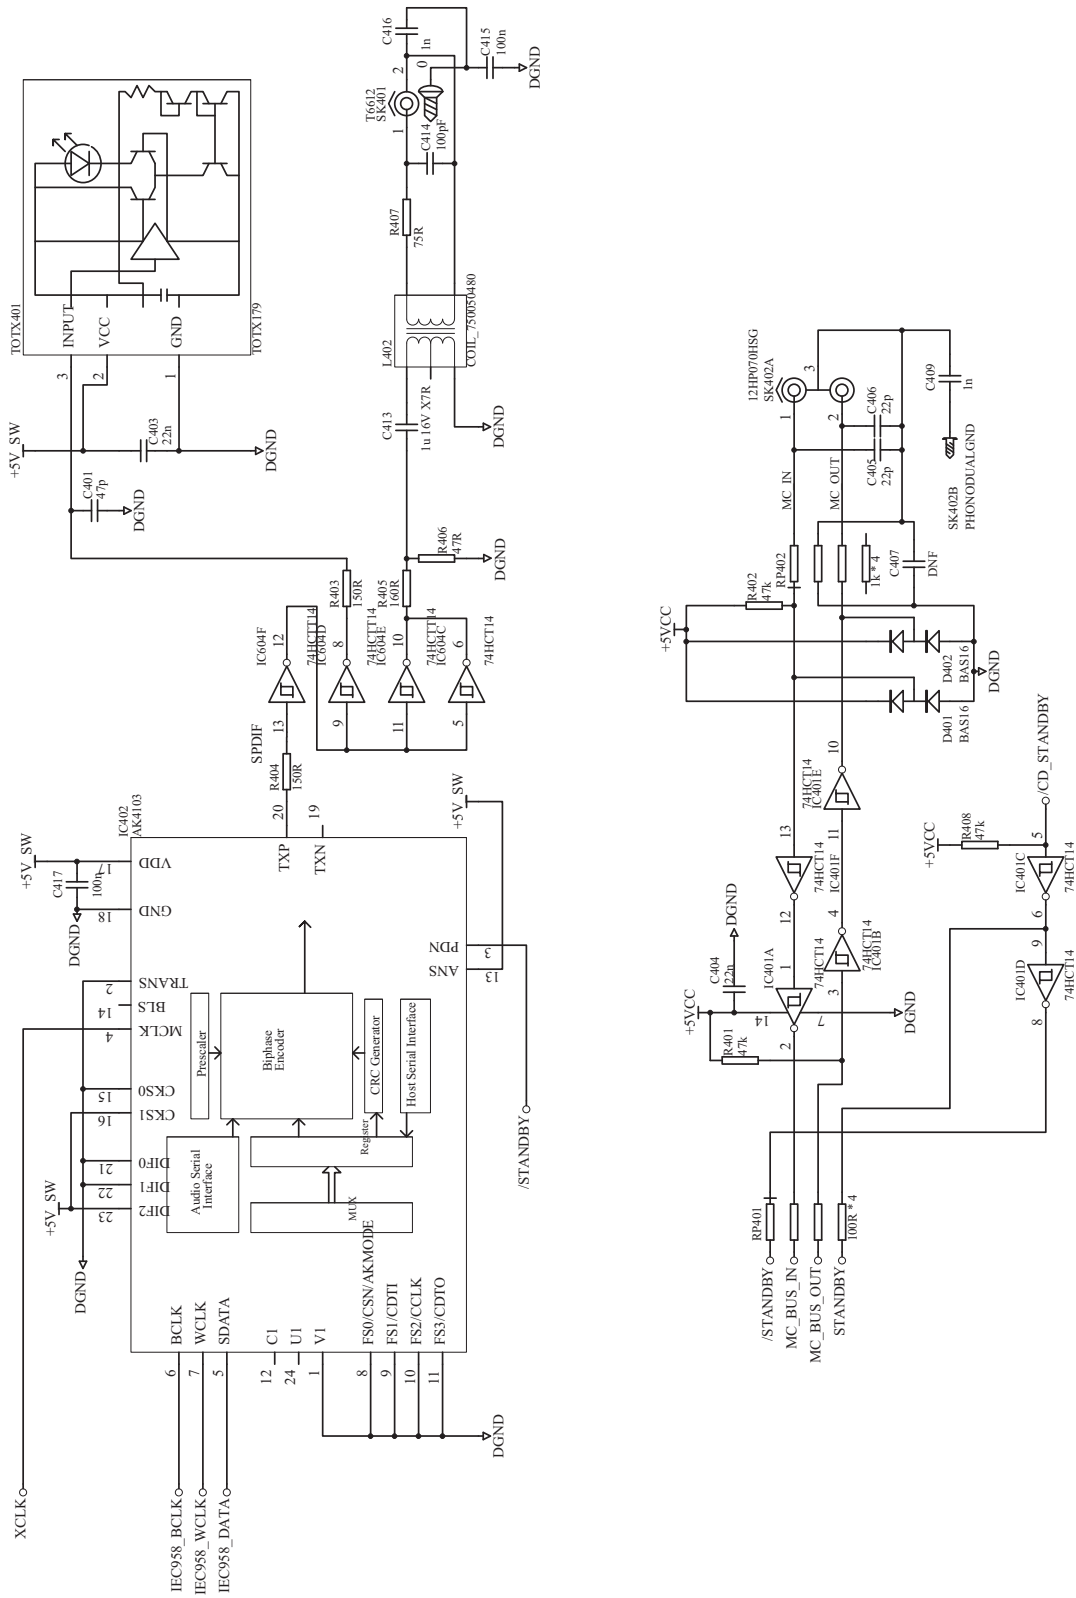 XCLK
IEC958_BCLK
IEC958_WCLK
IEC958_DATA
6
7
5
BCLK
WCLK
SDATA
12
24
1
C1
U1
V1
8
9
10
11
FS0/CSN/AKMODE
FS1/CDTI
FS2/CCLK
FS3/CDTO
DGND
DGND
+5V_SW
23
22
21
16
15
4
14
2
18
17
DIF2
DIF1
DIF0
CKS1
CKS0
MCLK
BLS
TRANS
GND
VDD
Audio Serial
Interface
Prescaler
Biphase
Encoder
CRC Generator
Host Serial Interface
Register
MUX
DGND
C417
100n
+5V_SW
IC402
AK4103
TXP
TXN
20
19
PDN
ANS
3
13
/STANDBY
+5V_SW
SPDIF
R404
150R
13
12
IC604F
74HCT14
9
8
IC604D
74HCT14
11
10
IC604E
74HCT14
5
6
IC604C
74HCT14
R403
150R
R405
160R
R406
47R
DGND
C413
1u 16V X7R
L402
COIL_750050480
DGND
R407
75R
C414
100pF
1
2
0
T6612
SK401
C416
1n
C415
100n
DGND
+5V_SW
C401
47p
DGND
C403
22n
DGND
3
2
1
TOTX401
INPUT
VCC
GND
TOTX179
/STANDBY
MC_BUS_IN
MC_BUS_OUT
STANDBY
RP401
100R * 4
+5VCC
R401
47k
C404
22n
DGND
14
7
DGND
IC401A
74HCT14
2
1
3
4
74HCT14
IC401B
12
13
74HCT14
IC401F
11
10
74HCT14
IC401E
8
9
IC401D
74HCT14
6
5
IC401C
74HCT14
+5VCC
R408
47k
/CD_STANDBY
+5VCC
D401
BAS16
D402
BAS16
DGND
R402
47k
RP402
1k * 4
C407
DNF
MC_IN
MC_OUT
C405
22p
C406
22p
1
2
3
12HP070HSG
SK402A
C409
1n
SK402B
PHONODUALGND